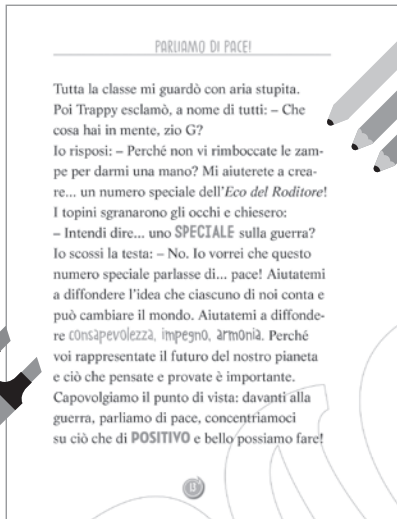 PARLIAMO DI PACE!
Tutta la classe mi guardò con aria stupita.
Poi Trappy esclamò, a nome di tutti: – Che
cosa hai in mente, zio G?
Io risposi: – Perché non vi rimboccate le zam-
pe per darmi una mano? Mi aiuterete a crea-
re... un numero speciale dell'Eco del Roditore!
I topini sgranarono gli occhi e chiesero:
– Intendi dire... uno SPECIALE sulla guerra?
Io scossi la testa: – No. Io vorrei che questo
numero speciale parlasse di... pace! Aiutatemi
a diffondere l'idea che ciascuno di noi conta e
può cambiare il mondo. Aiutatemi a diffonde-
re consapevolezza, impegno, armonia. Perché
voi rappresentate il futuro del nostro pianeta
e ciò che pensate e provate è importante.
Capovolgiamo il punto di vista: davanti alla
guerra, parliamo di pace, concentriamoci
su ciò che di POSITIVO e bello possiamo fare!
13